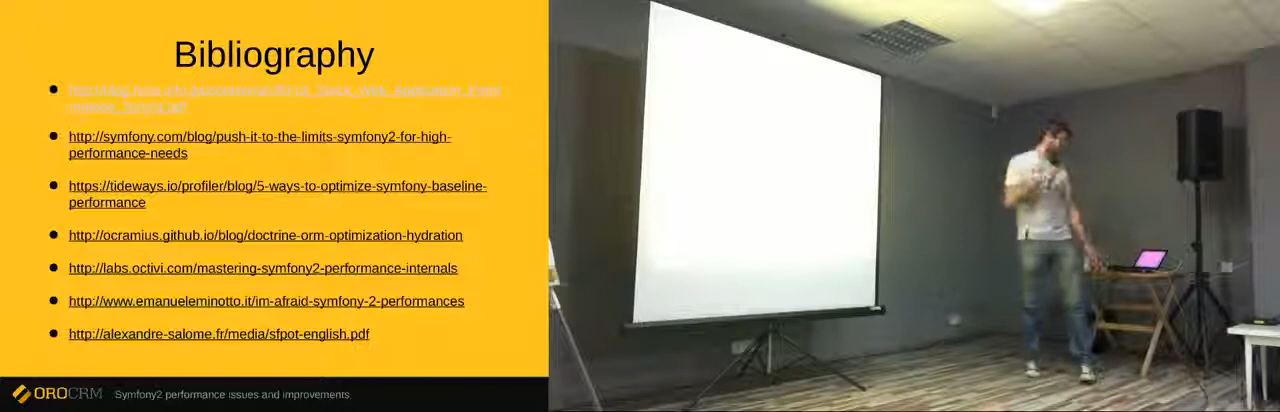 Bibliography
http://symfony.com/blog/push-it-to-the-limits-symfony2-for-high-
performance-needs
https://tideways.io/profiler/blog/5-ways-to-optimize-symfony-baseline-
performance
http://ocramius.github.io/blog/doctrine-orm-optimization-hydration
http://labs.octivi.com/mastering-symfony2-performance-internals
http://www.emanueleminotto.it/im-afraid-symfony-2-performances
http://alexandre-salome.fr/media/sfpot-english.pdf
OROCRM Symfony2 performance issues and improvements